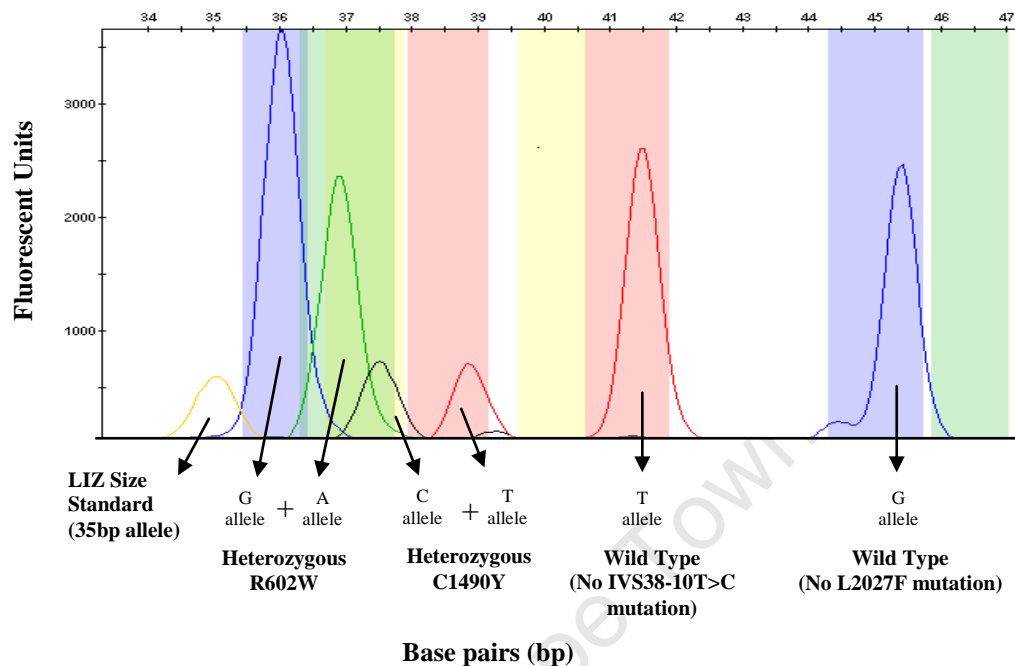 34 35 36 37 38 39 40 41 42 43 44 45 46 47
3000
2000
1000
Fluorescent Units
LIZ Size
Standard
(35bp allele)
G allele + A allele
Heterozygous
R602W
C allele + T allele
Heterozygous
C1490Y
T
allele
Wild Type
(No IVS38-10T>C
mutation)
G
allele
Wild Type
(No L2027F mutation)
Base pairs (bp)